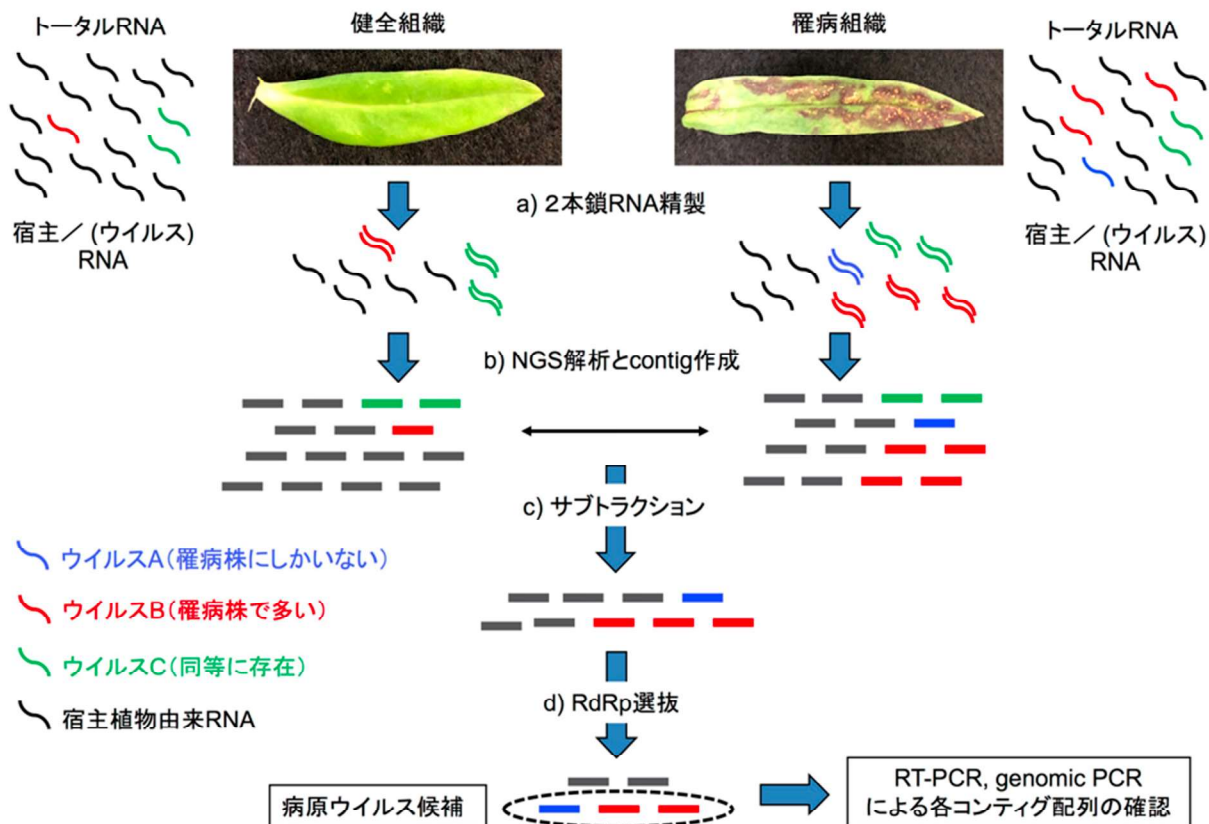 トータルRNA
健全組織
罹病組織
トータルRNA
宿主／ (ウイルス)
RNA
宿主／ (ウイルス)
RNA
a) 2本鎖RNA精製
b) NGS解析とcontig作成
c) サブトラクション
ウイルスA（罹病株にしかいない）
ウイルスB（罹病株で多い）
ウイルスC（同等に存在）
宿主植物由来RNA
d) RdRp選抜
病原ウイルス候補
RT-PCR, genomic PCR
による各コンティグ配列の確認